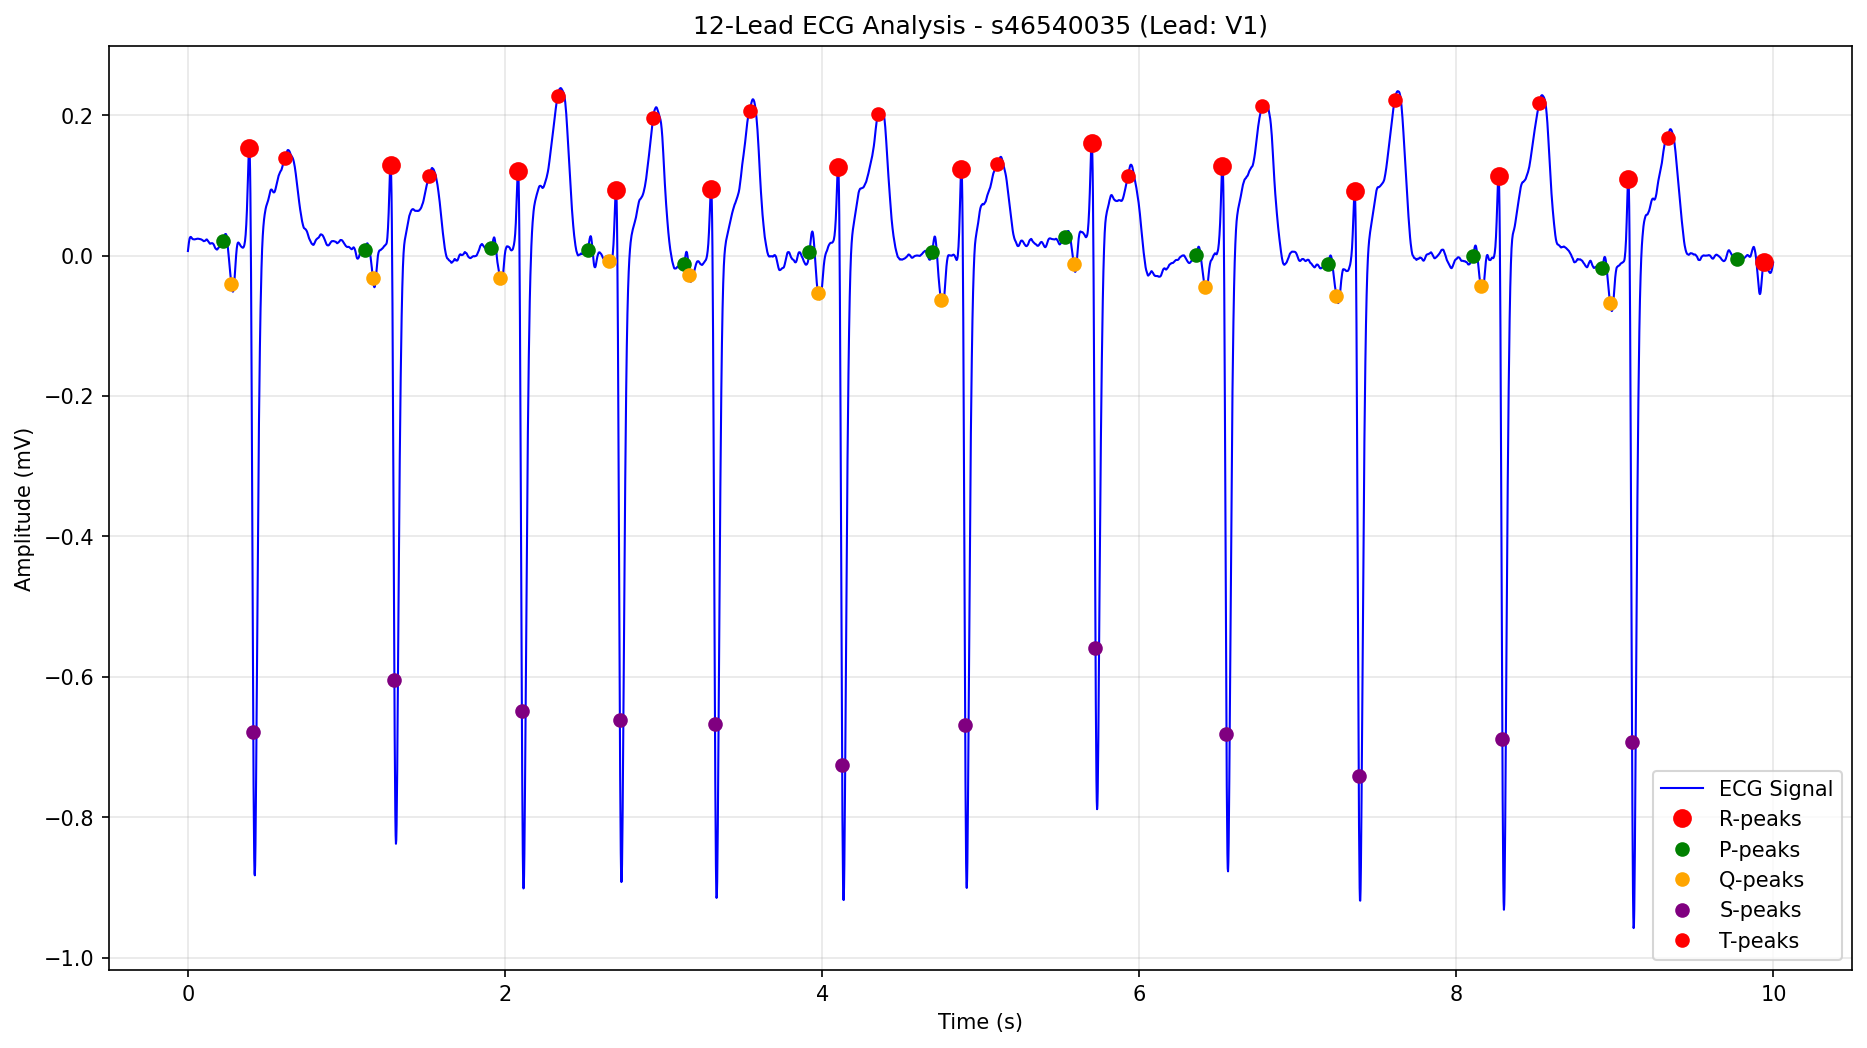 12-Lead ECG Analysis - s46540035 (Lead: V1)
Amplitude (mV)
0.2
0.0
−0.2
−0.4
−0.6
−0.8
−1.0
0 2 4 6 8 10
Time (s)
ECG Signal
R-peaks
P-peaks
Q-peaks
S-peaks
T-peaks